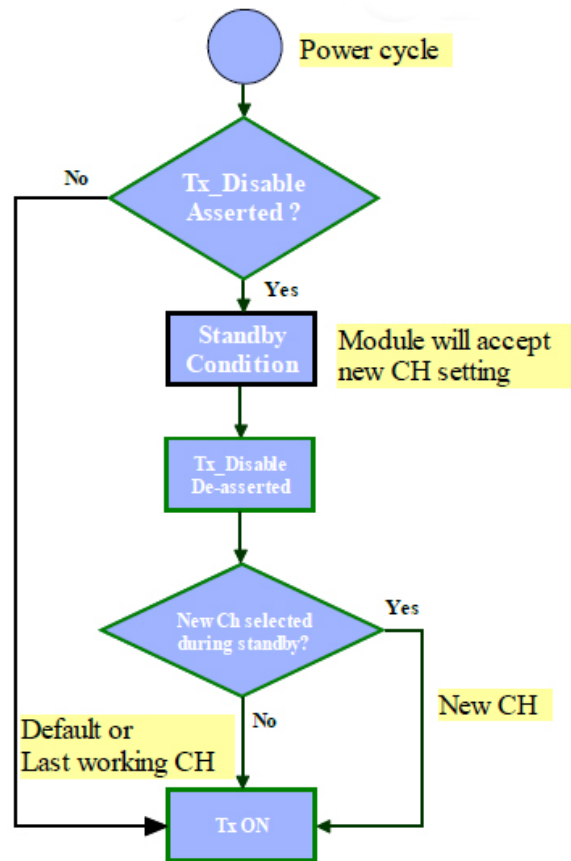 Power cycle
No
Tx_Disable
Asserted ?
Yes
Standby
Condition
Module will accept
new CH setting
Tx_Disable
De-asserted
New Ch selected
during standby?
Yes
No
New CH
Default or
Last working CH
Tx ON